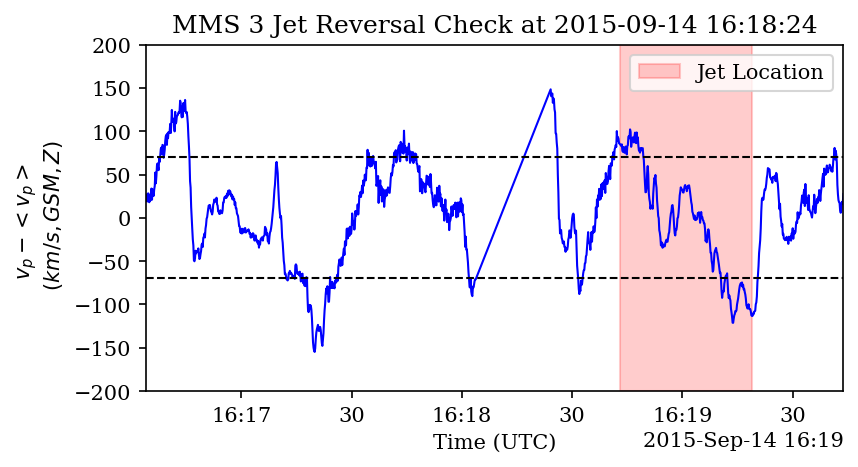 MMS 3 Jet Reversal Check at 2015-09-14 16:18:24
200
150
100
50
0
−50
−100
−150
−200
v_p − < v_p >
(km/s, GSM, Z)
Jet Location
16:17
30
16:18
30
16:19
30
Time (UTC)
2015-Sep-14 16:19